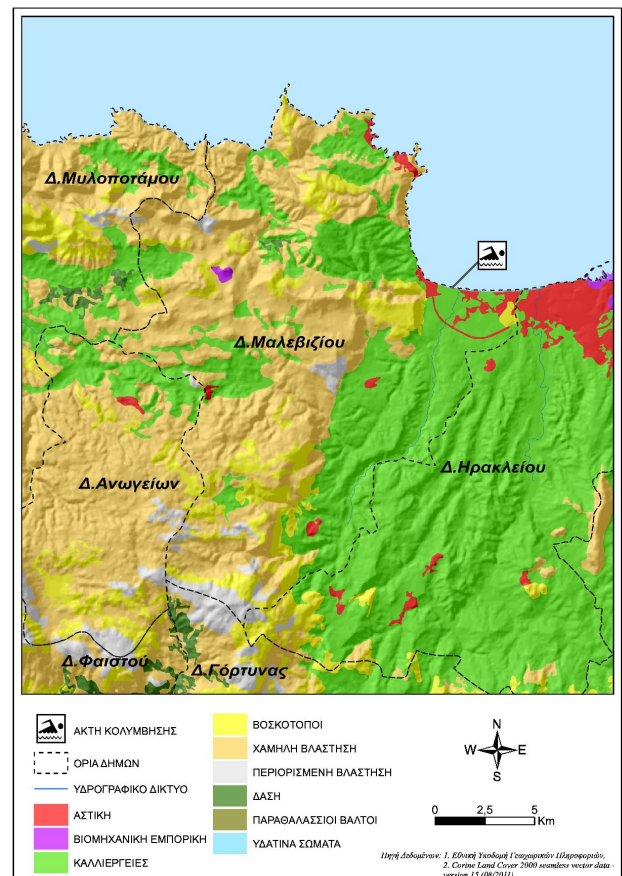 Δ.Μυλοποτάμου
Δ.Μαλεβιζίου
Δ.Ηρακλείου
Δ.Ανωγείων
Δ.Φαιστού
Δ.Γόρτυνας
ΑΚΤΗ ΚΟΛΥΜΒΗΣΗΣ
ΟΡΙΑ ΔΗΜΩΝ
ΥΔΡΟΓΡΑΦΙΚΟ ΔΙΚΤΥΟ
ΑΣΤΙΚΗ
ΒΙΟΜΗΧΑΝΙΚΗ ΕΜΠΟΡΙΚΗ
ΚΑΛΛΙΕΡΓΕΙΕΣ
ΒΟΣΚΟΤΟΠΟΙ
ΧΑΜΗΛΗ ΒΛΑΣΤΗΣΗ
ΠΕΡΙΟΡΙΣΜΕΝΗ ΒΛΑΣΤΗΣΗ
ΔΑΣΗ
ΠΑΡΑΘΑΛΑΣΣΙΟΙ ΒΑΛΤΟΙ
ΥΔΑΤΙΝΑ ΣΩΜΑΤΑ
N
W E
S
0 2,5 5
Km
Πηγή Δεδομένων: 1. Εθνική Υποδομή Γεωχωρικών Πληροφοριών,
2. Corine Land Cover 2000 seamless vector data -
version 15 (08/2011)